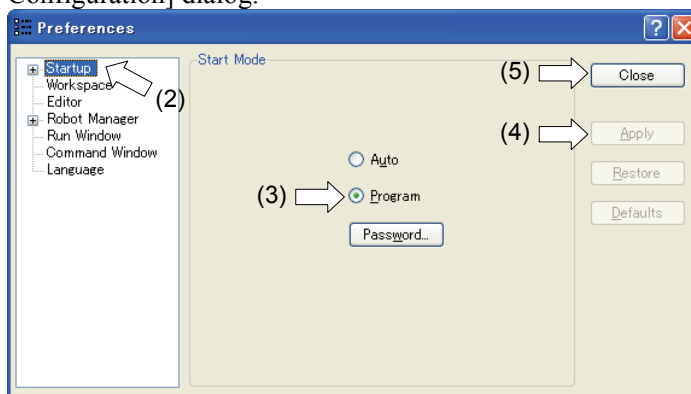 Configuration] dialog.
Preferences
Start Mode
Startup
Workspace
Editor
Robot Manager
Run Window
Command Window
Language
(2)
(3)
Auto
Program
Password...
(5)
Close
(4)
Apply
Restore
Defaults